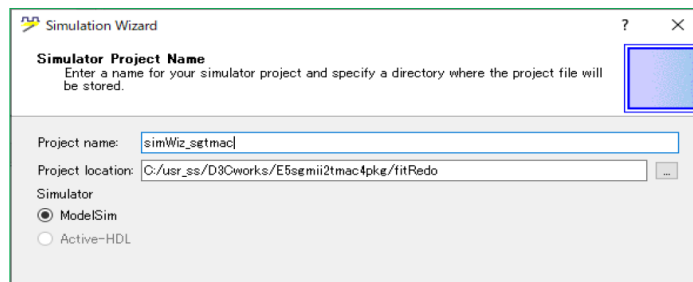 Simulation Wizard
?
Simulator Project Name
Enter a name for your simulator project and specify a directory where the project file will
be stored.
Project name: simWiz_sgtmac
Project location: C:/usr_ss/D3Cworks/E5sgmii2tmac4pkg/fitRedo ...
Simulator
ModelSim
Active-HDL